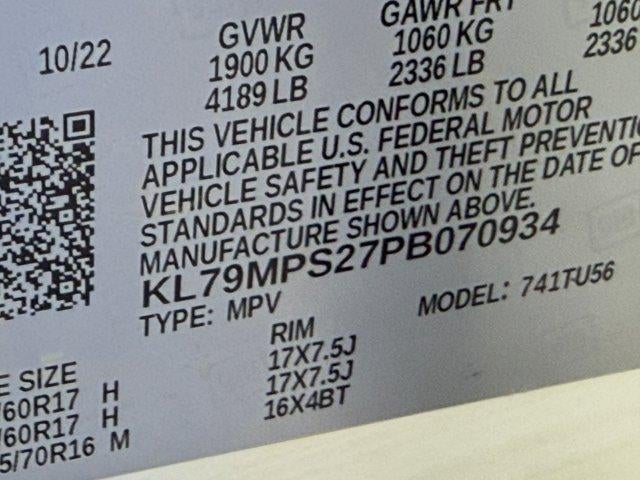 10/22 GVWR GAWR FRT
1900 KG 1060 KG 1060
4189 LB 2336 LB 2336
THIS VEHICLE CONFORMS TO ALL
APPLICABLE U.S. FEDERAL MOTOR
VEHICLE SAFETY AND THEFT PREVENTI
STANDARDS IN EFFECT ON THE DATE OF
MANUFACTURE SHOWN ABOVE.
KL79MPS27PB070934
TYPE: MPV MODEL: 741TU56
E SIZE RIM
/60R17 H 17X7.5J
/60R17 H 17X7.5J
5/70R16 M 16X4BT